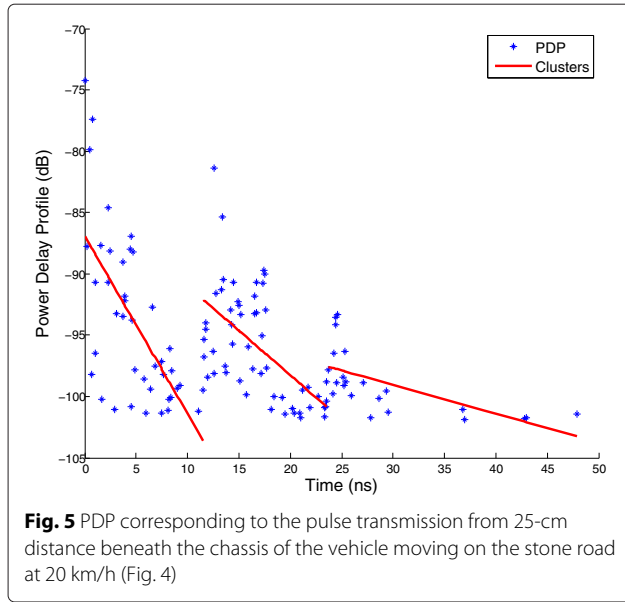 -70
-75
-80
-85
-90
-95
-100
-105
Power Delay Profile (dB)
PDP
Clusters
0 5 10 15 20 25 30 35 40 45 50
Time (ns)
Fig. 5 PDP corresponding to the pulse transmission from 25-cm
distance beneath the chassis of the vehicle moving on the stone road
at 20 km/h (Fig. 4)